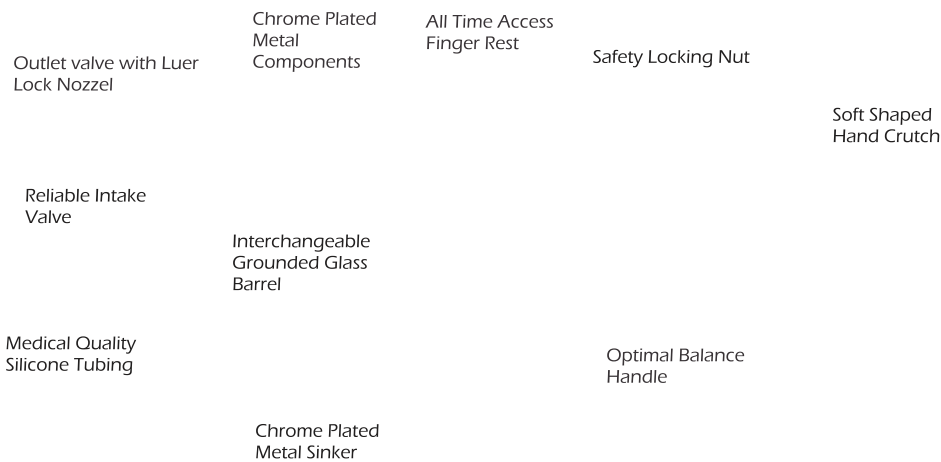 Chrome Plated
Metal
Components
All Time Access
Finger Rest
Safety Locking Nut
Outlet valve with Luer
Lock Nozzel
Soft Shaped
Hand Crutch
Reliable Intake
Valve
Interchangeable
Grounded Glass
Barrel
Medical Quality
Silicone Tubing
Optimal Balance
Handle
Chrome Plated
Metal Sinker